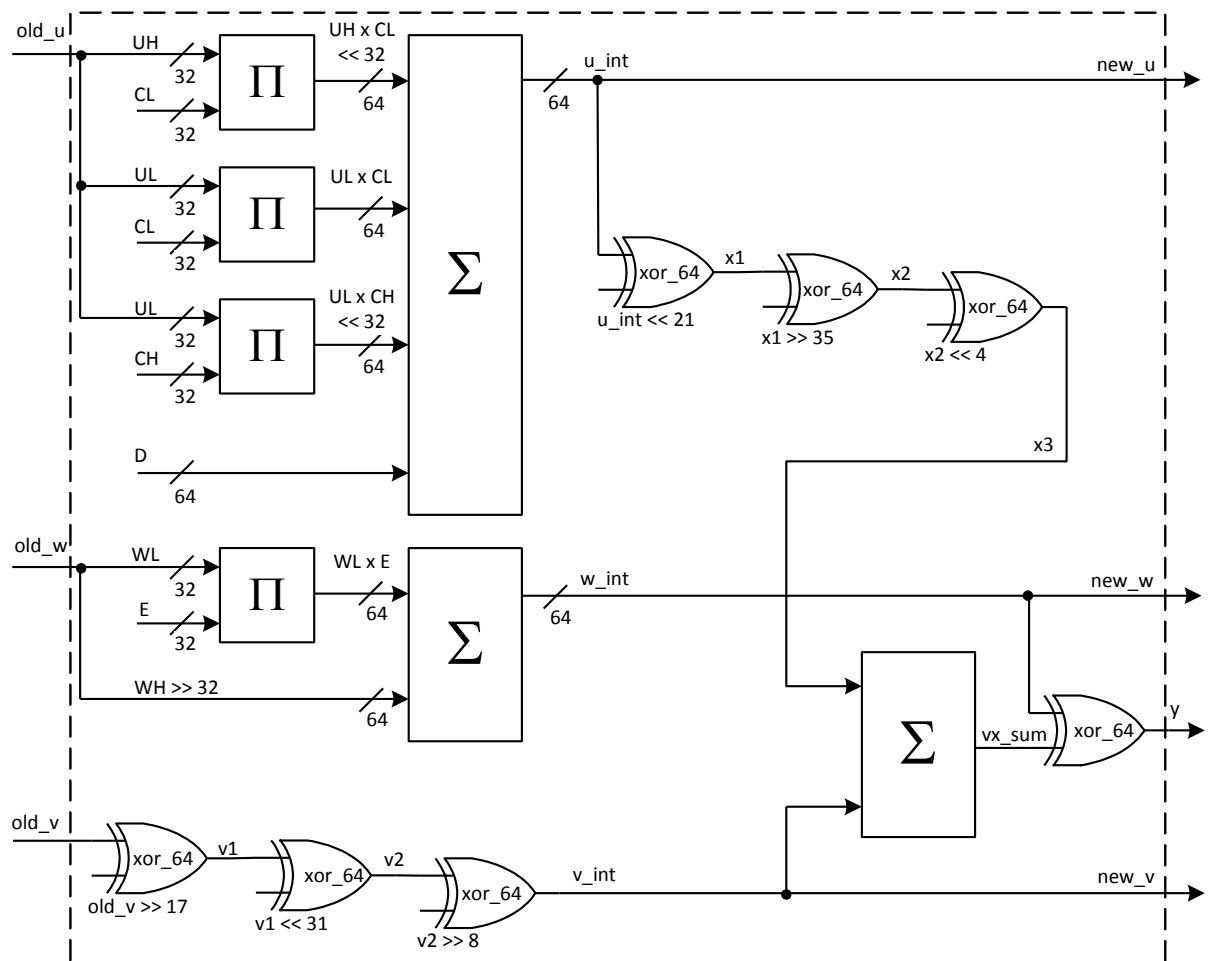 old_u
UH
32
CL
32
Π
UH x CL
<< 32
64
UL
32
CL
32
Π
UL x CL
64
UL
32
CH
32
Π
UL x CH
<< 32
64
D
64
Σ
64
u_int
new_u
xor_64
u_int << 21
x1
xor_64
x1 >> 35
x2
xor_64
x2 << 4
x3
old_w
WL
32
E
32
Π
WL x E
64
WH >> 32
64
Σ
64
w_int
new_w
Σ
vx_sum
xor_64
y
old_v
xor_64
old_v >> 17
v1
xor_64
v1 << 31
v2
xor_64
v2 >> 8
v_int
new_v